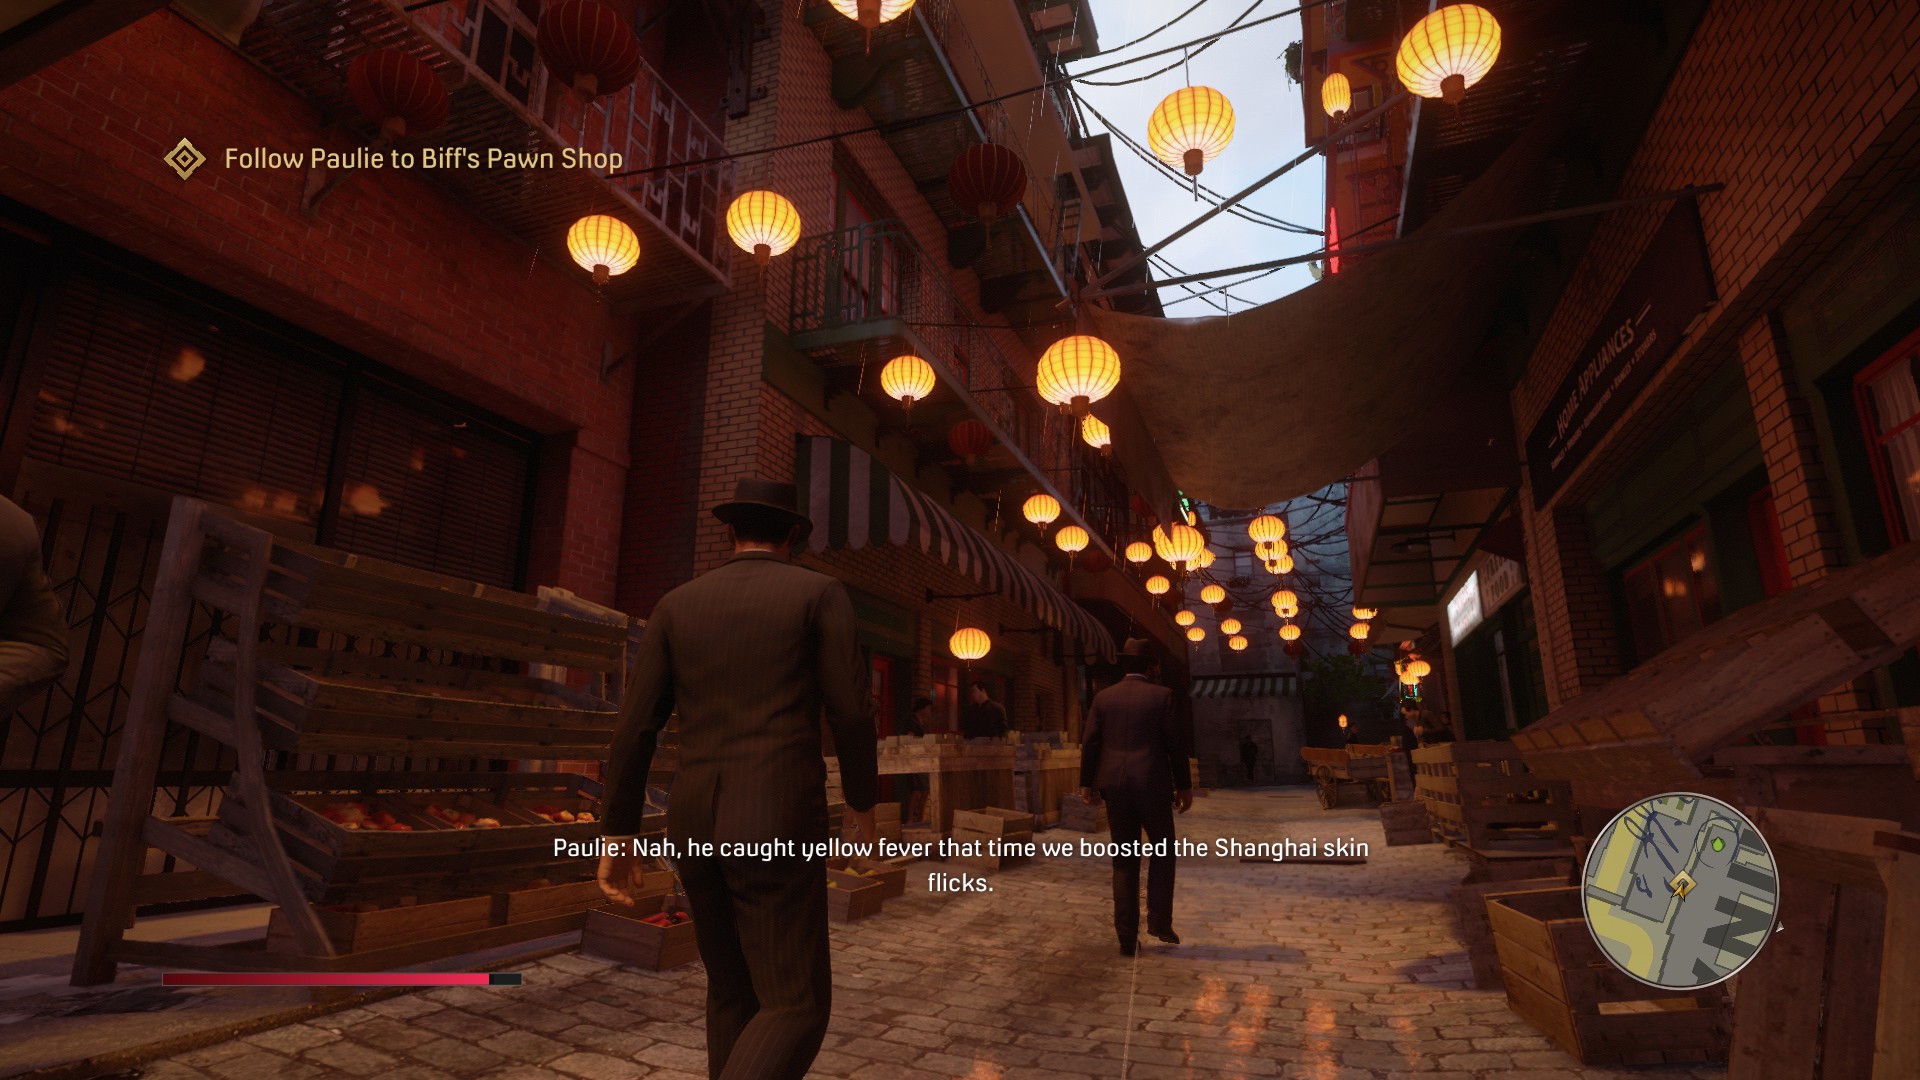 Follow Paulie to Biff's Pawn Shop
HOME APPLIANCES
Paulie: Nah, he caught yellow fever that time we boosted the Shanghai skin
flicks.